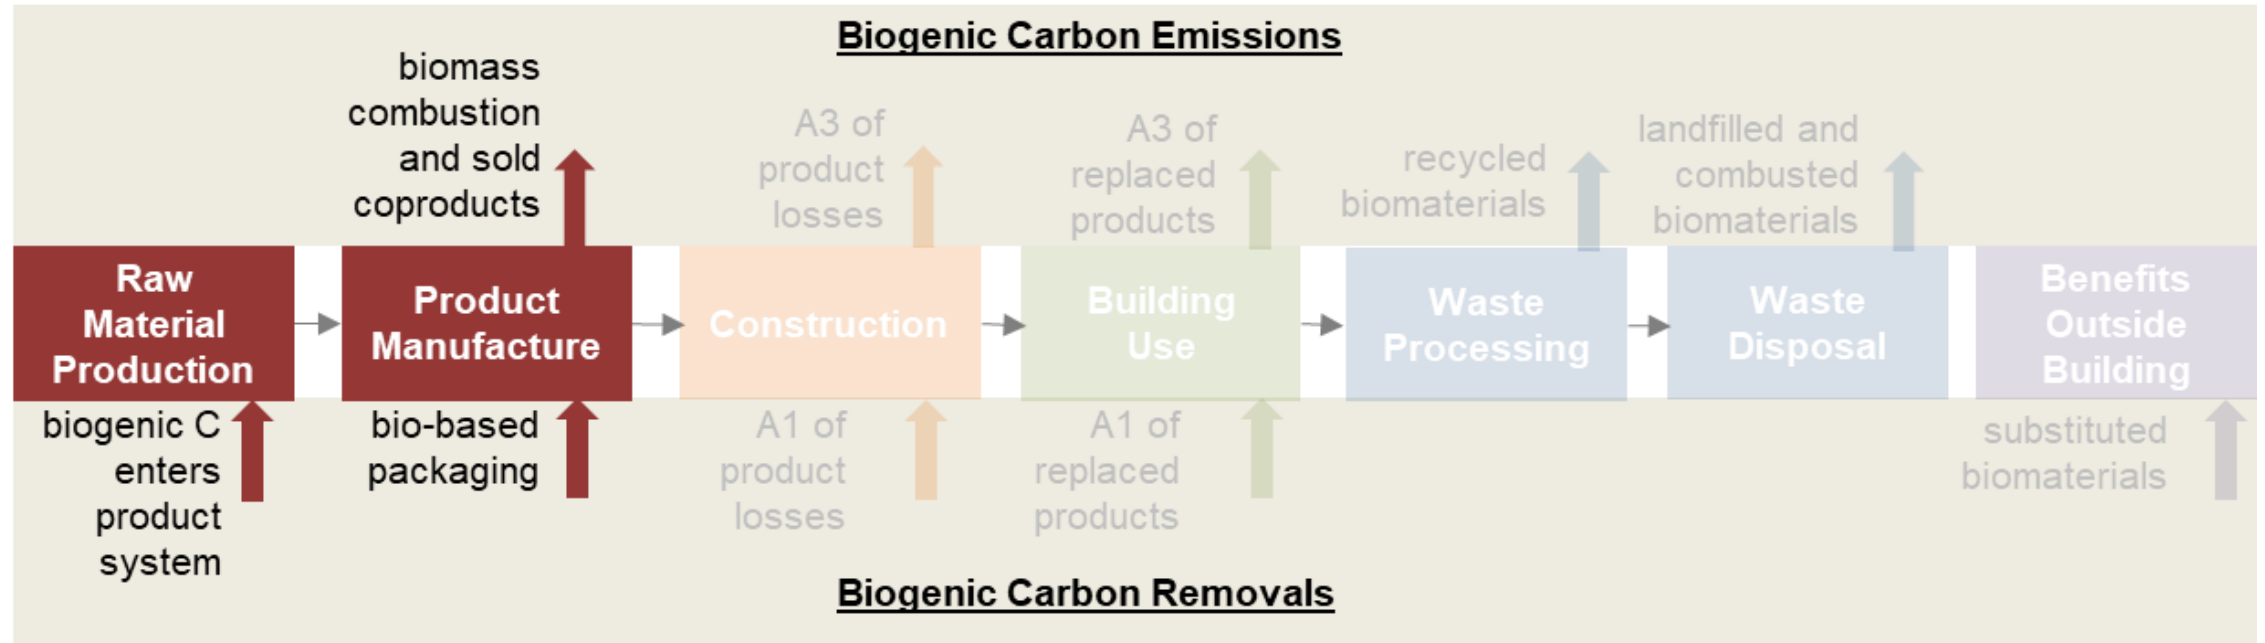 Biogenic Carbon Emissions
biomass
combustion
and sold
coproducts
A3 of
product
losses
A3 of
replaced
products
recycled
biomaterials
landfilled and
combusted
biomaterials
Raw
Material
Production
Product
Manufacture
Construction
Building
Use
Waste
Processing
Waste
Disposal
Benefits
Outside
Building
biogenic C
enters
product
system
bio-based
packaging
A1 of
product
losses
A1 of
replaced
products
substituted
biomaterials
Biogenic Carbon Removals